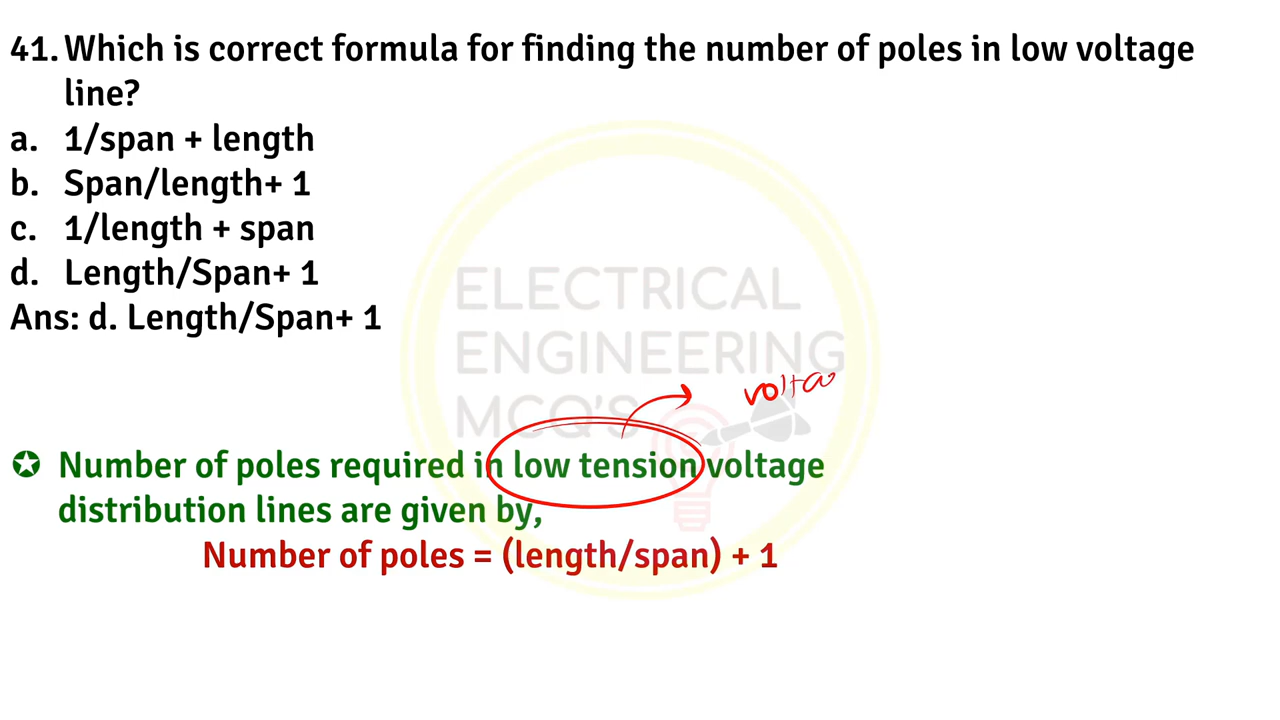 41. Which is correct formula for finding the number of poles in low voltage
line?
a. 1/span + length
b. Span/length+ 1
c. 1/length + span
d. Length/Span+ 1
Ans: d. Length/Span+ 1
ELECTRICAL
ENGINEERING
MCQ'S
Number of poles required in low tension voltage
distribution lines are given by,
Number of poles = (length/span) + 1